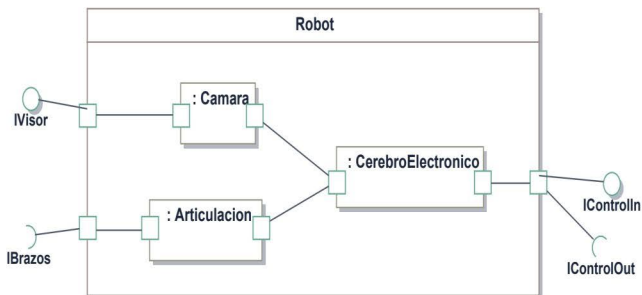 Robot
: Camara
IVisor
: CerebroElectronico
: Articulacion
IControlIn
IBrazos
IControlOut